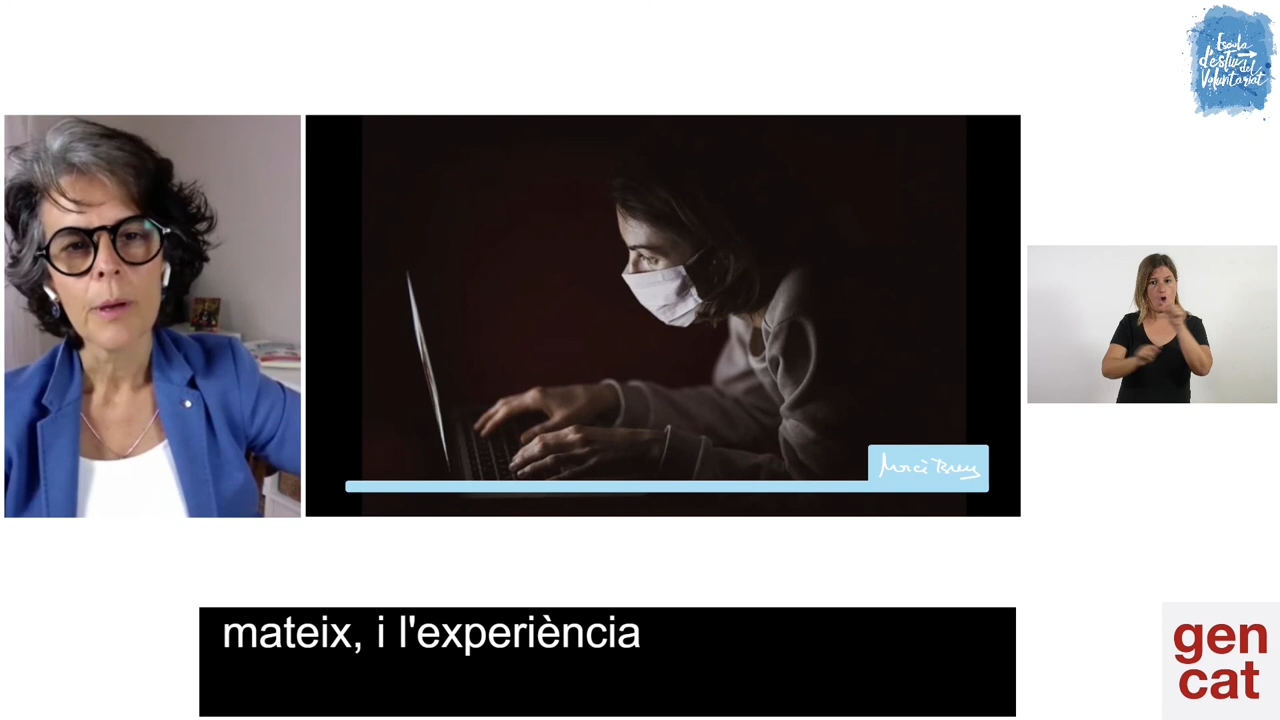 Escola
d'estiu del
Voluntariat
mateix, i l'experiència
gen
cat